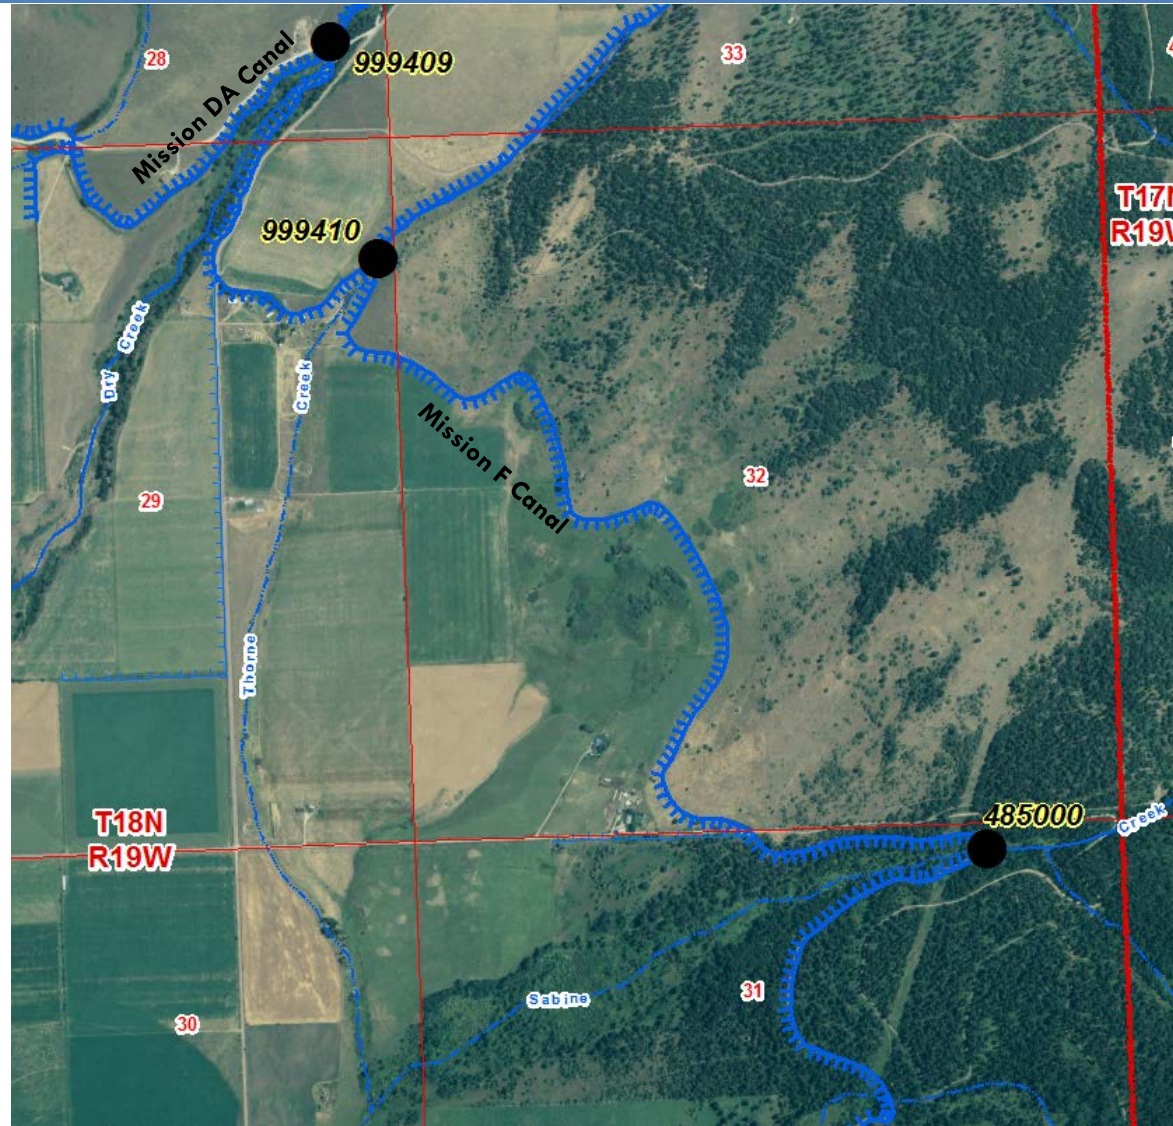 28
33
Mission DA Canal
999409
T17N
R19W
999410
Dry Creek
Creek
Mission F Canal
32
29
Thorne
485000
Creek
T18N
R19W
Sabine
31
30